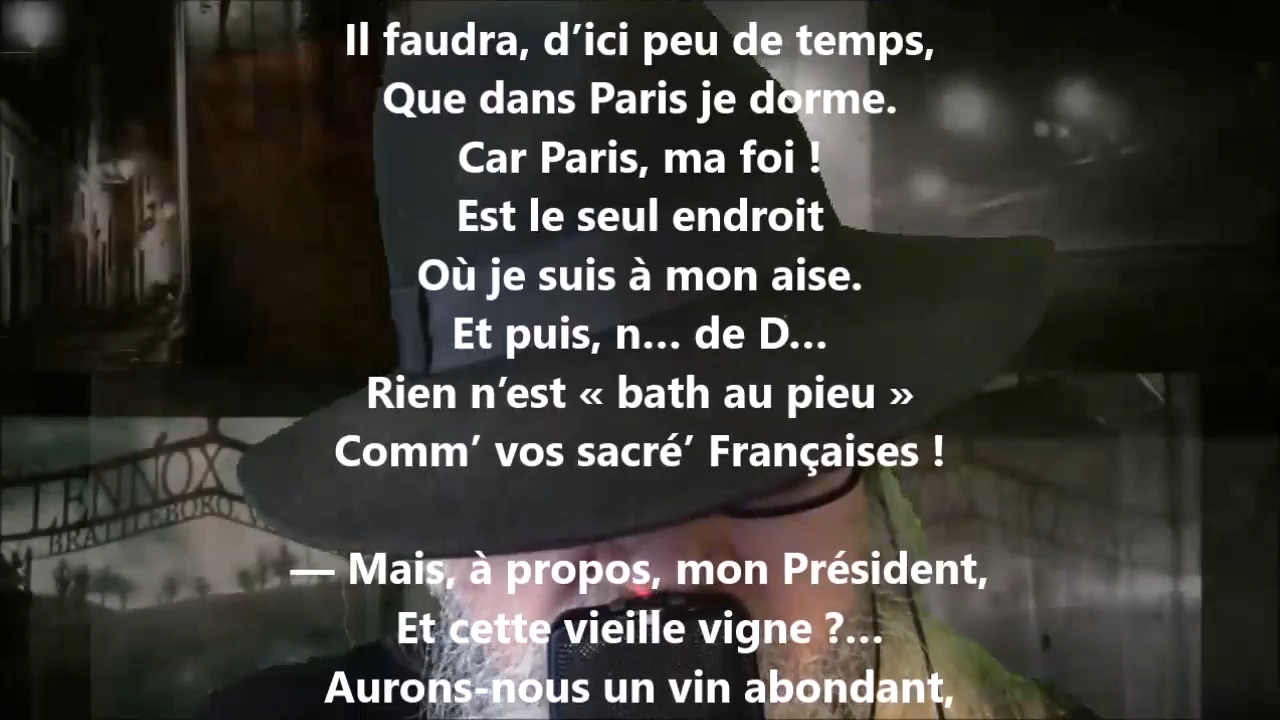 Il faudra, d’ici peu de temps,
Que dans Paris je dorme.
Car Paris, ma foi !
Est le seul endroit
Où je suis à mon aise.
Et puis, n… de D…
Rien n’est « bath au pieu »
Comm’ vos sacré’ Françaises !
— Mais, à propos, mon Président,
Et cette vieille vigne ?…
Aurons-nous un vin abondant,
LENNOX
BRATTLEBORO, V